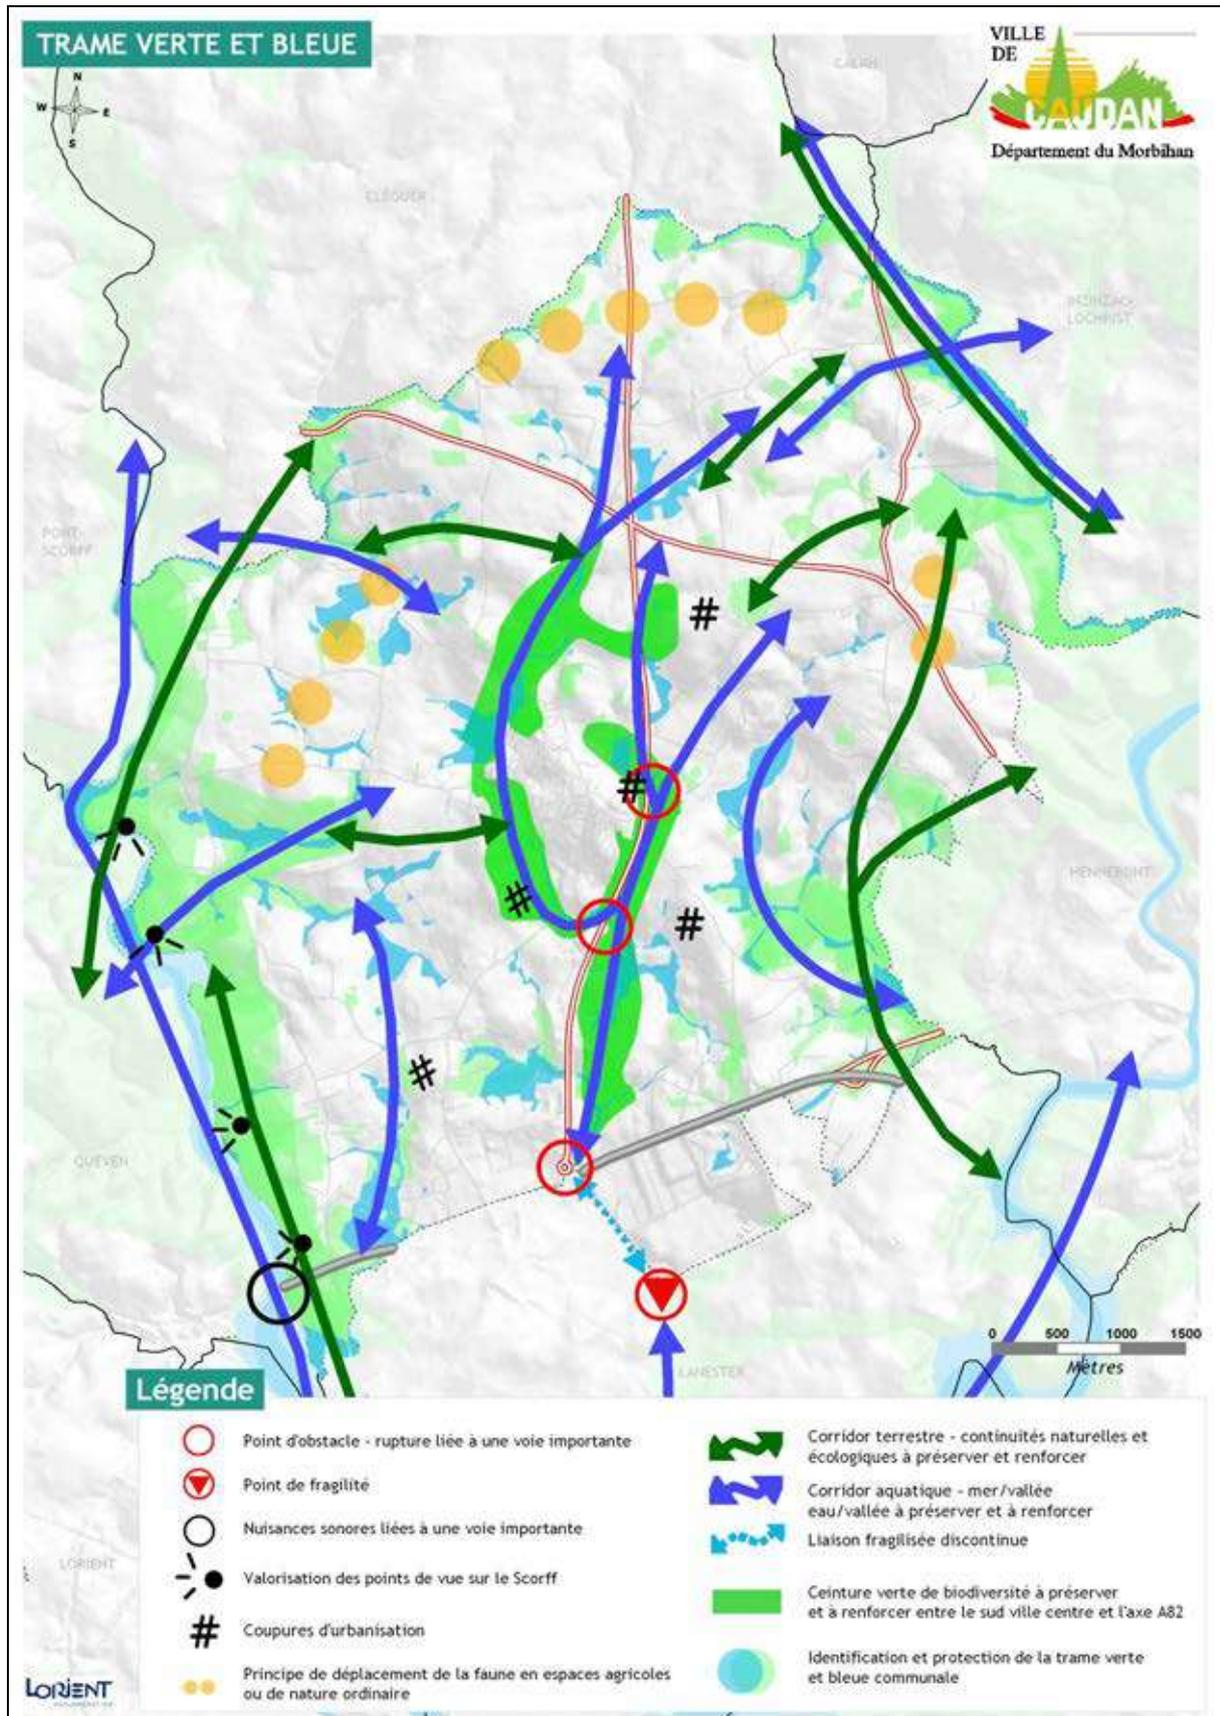 TRAME VERTE ET BLEUE
VILLE
DE
CAUDAN
Département du Morbihan
N
W
E
S
CALAN
CLÉGUER
INZINZAC-
LOCHRIST
PONT-
SCORFF
HENNEBONT
QUÉVEN
LANESTER
LORIENT
0 500 1000 1500
Mètres
Légende
Point d'obstacle - rupture liée à une voie importante
Point de fragilité
Nuisances sonores liées à une voie importante
Valorisation des points de vue sur le Scorff
Coupures d'urbanisation
Principe de déplacement de la faune en espaces agricoles
ou de nature ordinaire
Corridor terrestre - continuités naturelles et
écologiques à préserver et renforcer
Corridor aquatique - mer/vallée
eau/vallée à préserver et à renforcer
Liaison fragilisée discontinue
Ceinture verte de biodiversité à préserver
et à renforcer entre le sud ville centre et l'axe A82
Identification et protection de la trame verte
et bleue communale
LORIENT